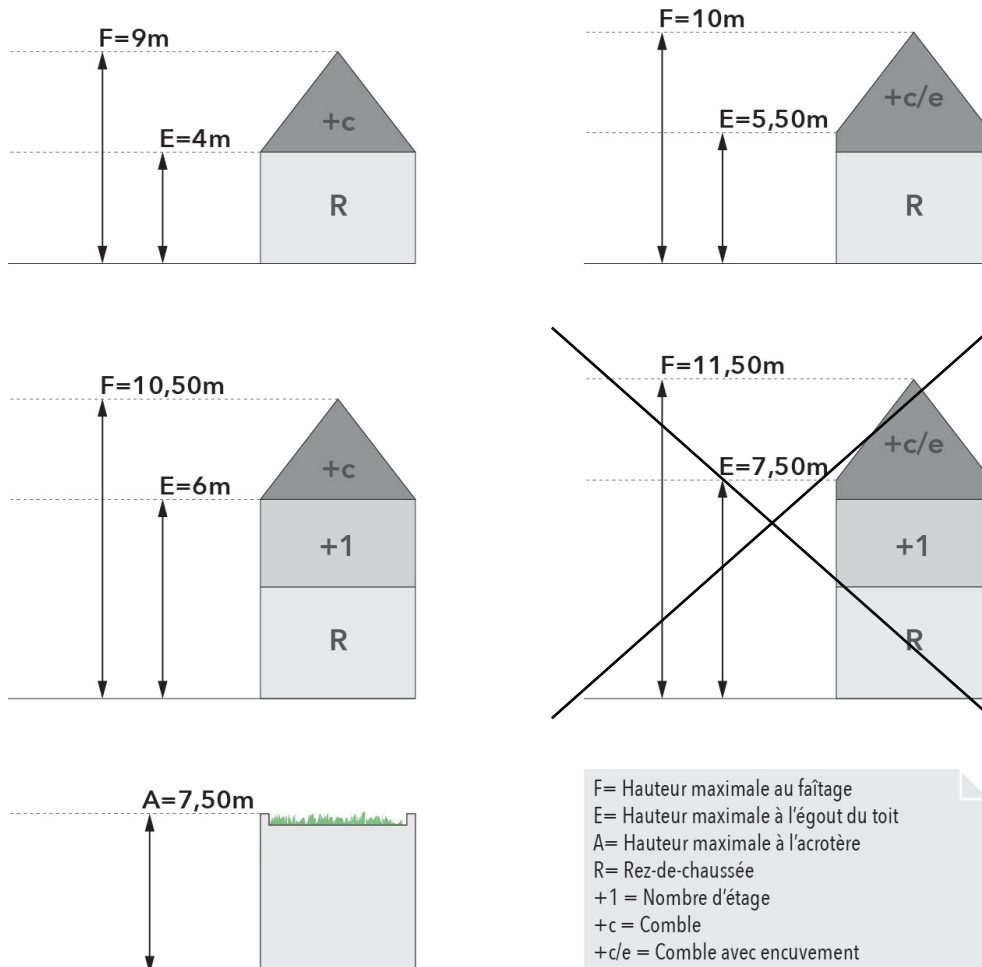 F=9m
E=4m
+c
R
F=10m
E=5,50m
+c/e
R
F=10,50m
E=6m
+c
+1
R
F=11,50m
E=7,50m
+c/e
+1
R
A=7,50m
F= Hauteur maximale au faîtage
E= Hauteur maximale à l'égout du toit
A= Hauteur maximale à l'acrotère
R= Rez-de-chaussée
+1 = Nombre d'étage
+c = Comble
+c/e = Comble avec encuvement